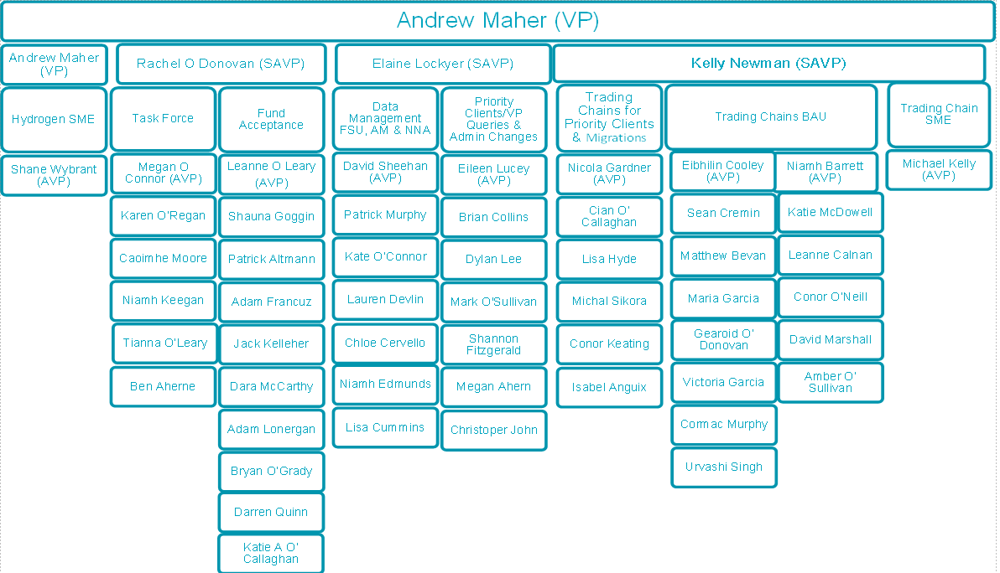 Andrew Maher (VP)
Andrew Maher
(VP)
Rachel O Donovan (SAVP)
Elaine Lockyer (SAVP)
Kelly Newman (SAVP)
Hydrogen SME
Task Force
Fund
Acceptance
Data
Management
FSU, AM & NNA
Priority
Clients/VP
Queries &
Admin Changes
Trading
Chains for
Priority Clients
& Migrations
Trading Chains BAU
Trading Chain
SME
Shane Wybrant
(AVP)
Megan O
Connor (AVP)
Leanne O Leary
(AVP)
David Sheehan
(AVP)
Eileen Lucey
(AVP)
Nicola Gardner
(AVP)
Eibhilin Cooley
(AVP)
Niamh Barrett
(AVP)
Michael Kelly
(AVP)
Karen O'Regan
Shauna Goggin
Patrick Murphy
Brian Collins
Cian O'
Callaghan
Sean Cremin
Katie McDowell
Caoimhe Moore
Patrick Altmann
Kate O'Connor
Dylan Lee
Lisa Hyde
Matthew Bevan
Leanne Calnan
Niamh Keegan
Adam Francuz
Lauren Devlin
Mark O'Sullivan
Michal Sikora
Maria Garcia
Conor O'Neill
Tianna O'Leary
Jack Kelleher
Chloe Cervello
Shannon
Fitzgerald
Conor Keating
Gearoid O'
Donovan
David Marshall
Ben Aherne
Dara McCarthy
Niamh Edmunds
Megan Ahern
Isabel Anguix
Victoria Garcia
Amber O'
Sullivan
Adam Lonergan
Lisa Cummins
Christoper John
Cormac Murphy
Bryan O'Grady
Urvashi Singh
Darren Quinn
Katie A O'
Callaghan